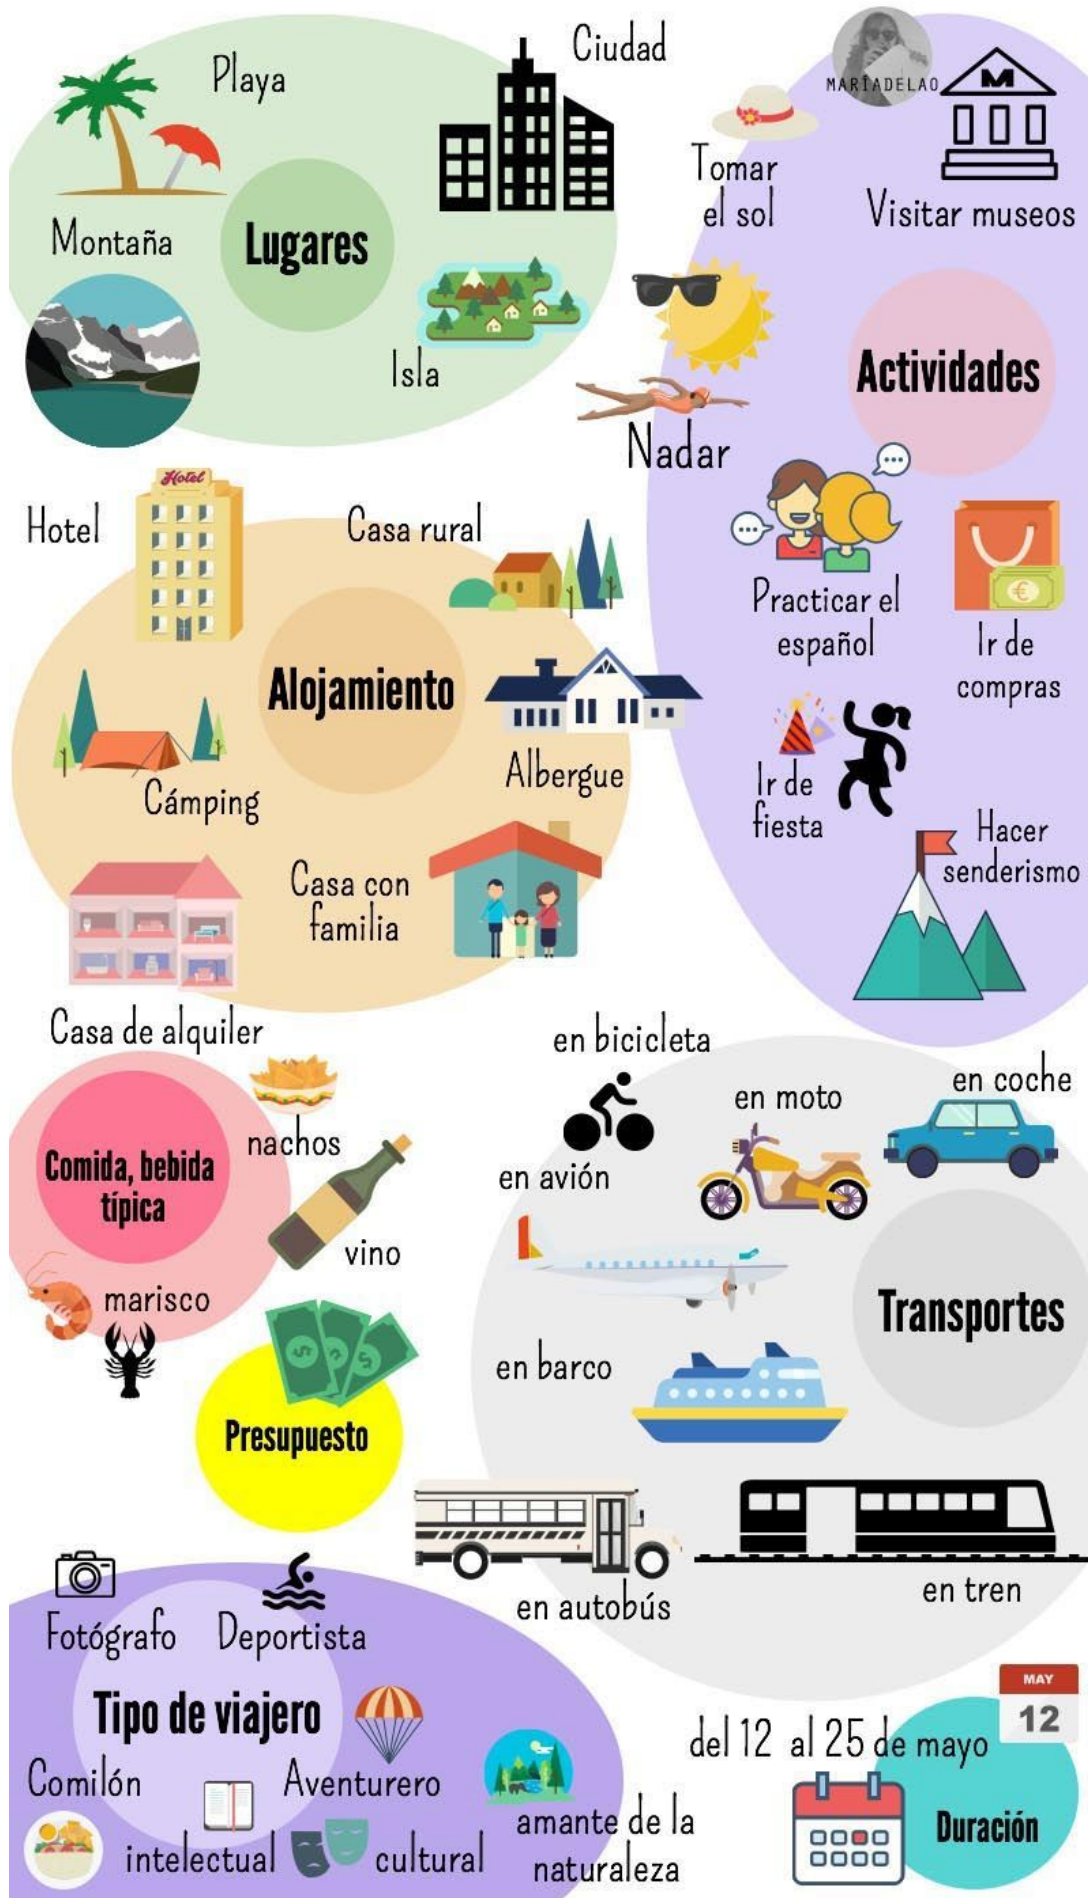 Playa
Ciudad
Montaña
Lugares
Isla
MARÍADELAO
M
Tomar
el sol
Visitar museos
Actividades
Nadar
Practicar el
español
Ir de
compras
€
Ir de
fiesta
Hacer
senderismo
Hotel
Hotel
Casa rural
Alojamiento
Cámping
Albergue
Casa con
familia
Casa de alquiler
Comida, bebida
típica
nachos
vino
marisco
$ $ $
Presupuesto
en bicicleta
en moto
en coche
en avión
Transportes
en barco
en autobús
en tren
Fotógrafo
Deportista
Tipo de viajero
Comilón
Aventurero
intelectual
cultural
amante de la
naturaleza
MAY
12
del 12 al 25 de mayo
Duración